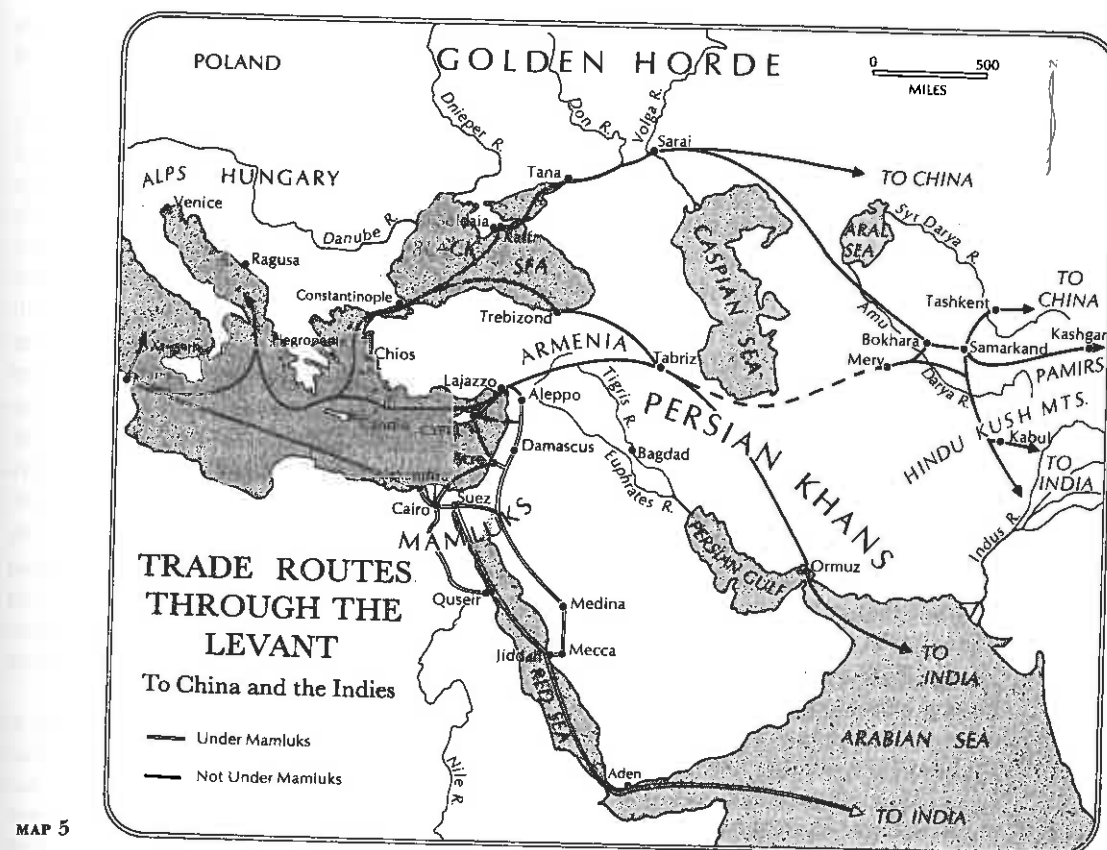 POLAND
GOLDEN HORDE
0 500
MILES
N
Dnieper R.
Don R.
Volga R.
Sarai
ALPS
HUNGARY
Tana
TO CHINA
Venice
Danube R.
BLACK
SEA
CASPIAN SEA
ARAL
SEA
Syr Darya R.
Ragusa
Constantinople
Trebizond
Tashkent
TO
CHINA
Amu
Bokhara
Samarkand
Kashgar
Chios
ARMENIA
Tabriz
Merv
Darya R.
PAMIRS
Lajazzo
Aleppo
Tigris R.
HINDU KUSH MTS.
Kabul
Damascus
PERSIAN KHANS
Bagdad
Euphrates R.
TO
INDIA
Cairo
Suez
MAMLUKS
Indus R.
PERSIAN GULF
Ormuz
TRADE ROUTES
THROUGH THE
LEVANT
To China and the Indies
Quseir
Medina
Jiddah
Mecca
RED SEA
TO
INDIA
Under Mamluks
Not Under Mamluks
ARABIAN SEA
Nile R.
Aden
TO INDIA
MAP 5